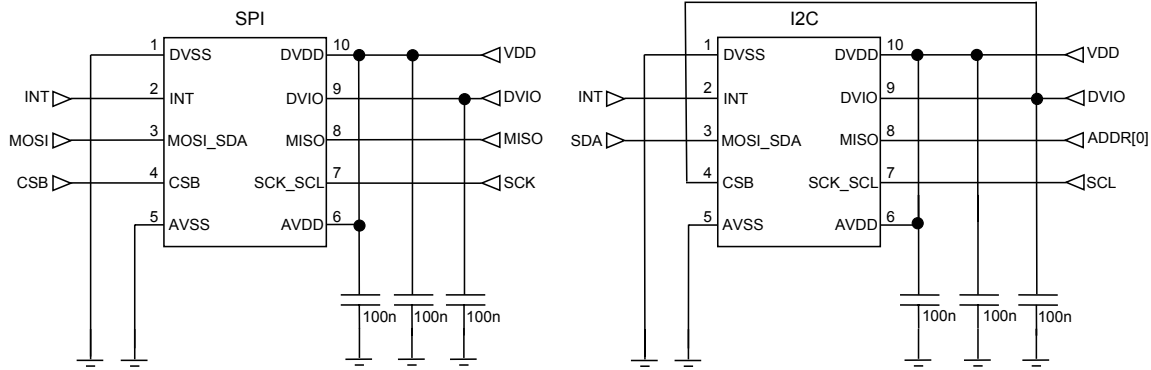 SPI
1 DVSS DVDD 10 VDD
INT 2 INT DVIO 9 DVIO
MOSI 3 MOSI_SDA MISO 8 MISO
CSB 4 CSB SCK_SCL 7 SCK
5 AVSS AVDD 6
100n 100n 100n
I2C
1 DVSS DVDD 10 VDD
INT 2 INT DVIO 9 DVIO
SDA 3 MOSI_SDA MISO 8 ADDR[0]
4 CSB SCK_SCL 7 SCL
5 AVSS AVDD 6
100n 100n 100n